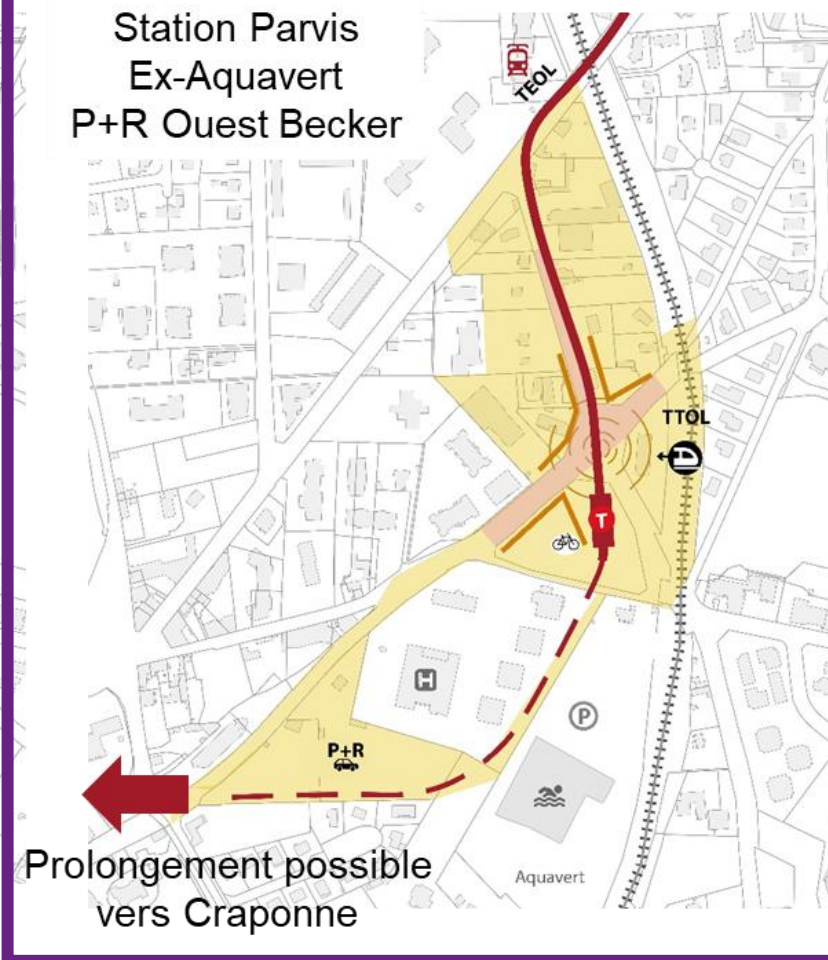 Station Parvis
Ex-Aquavert
P+R Ouest Becker
TEOL
TTOL
T
H
P
P+R
Aquavert
Prolongement possible
vers Craponne